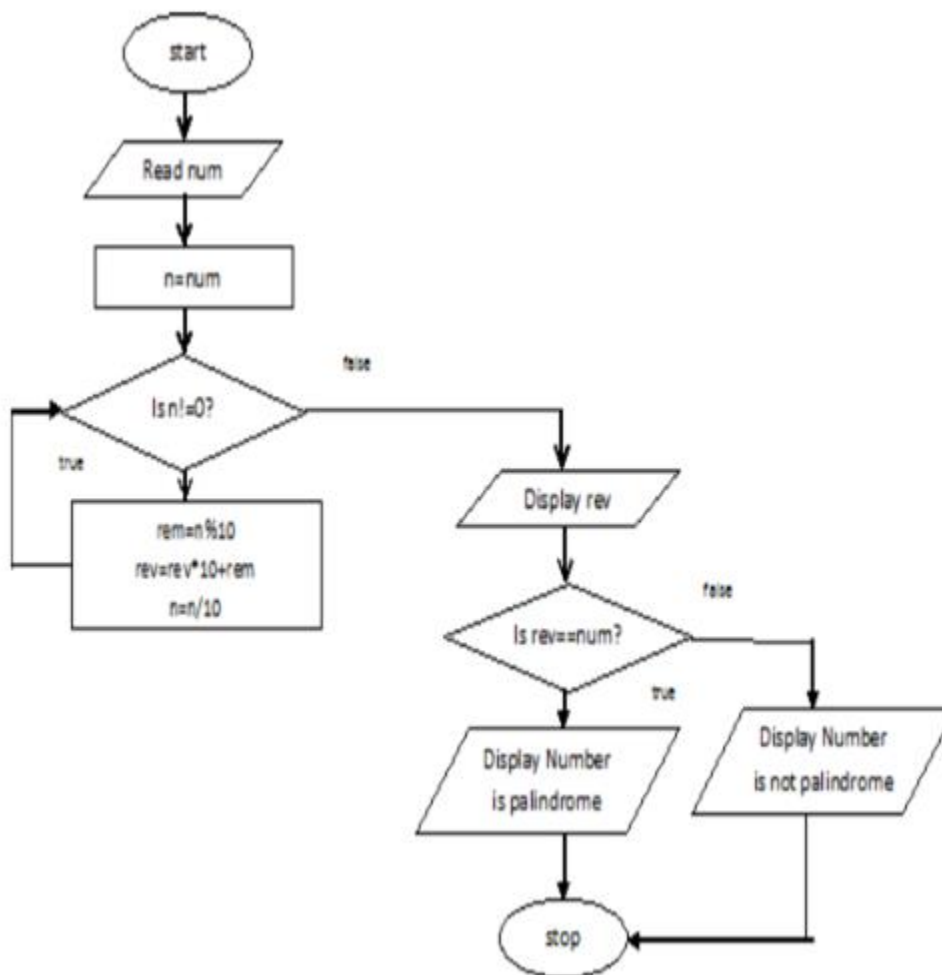 start
Read num
n=num
false
Is n!=0?
true
rem=n%10
rev=rev*10+rem
n=n/10
Display rev
false
Is rev==num?
true
Display Number
is palindrome
Display Number
is not palindrome
stop